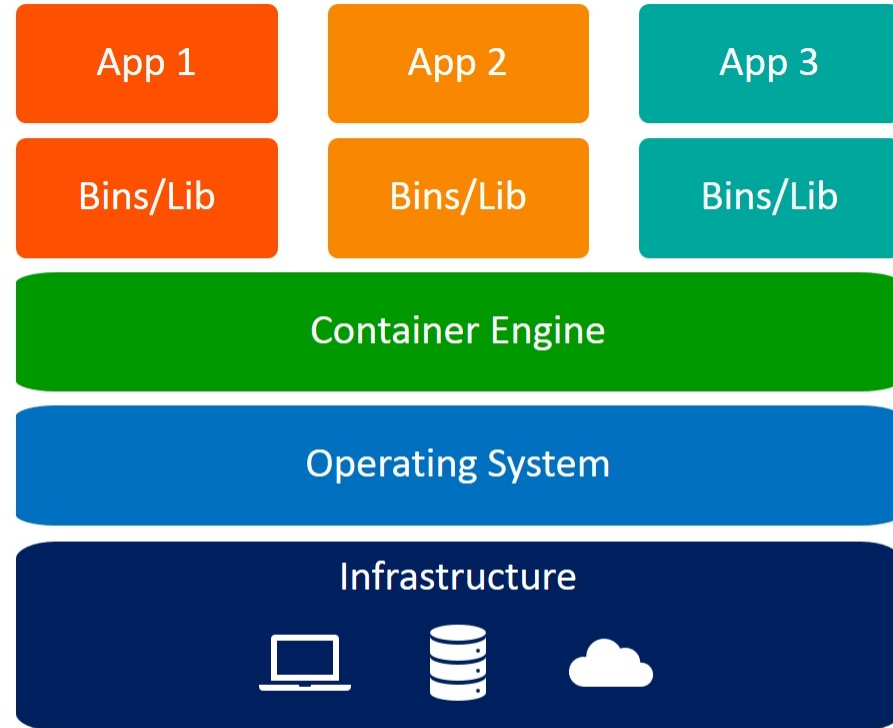 App 1
App 2
App 3
Bins/Lib
Bins/Lib
Bins/Lib
Container Engine
Operating System
Infrastructure